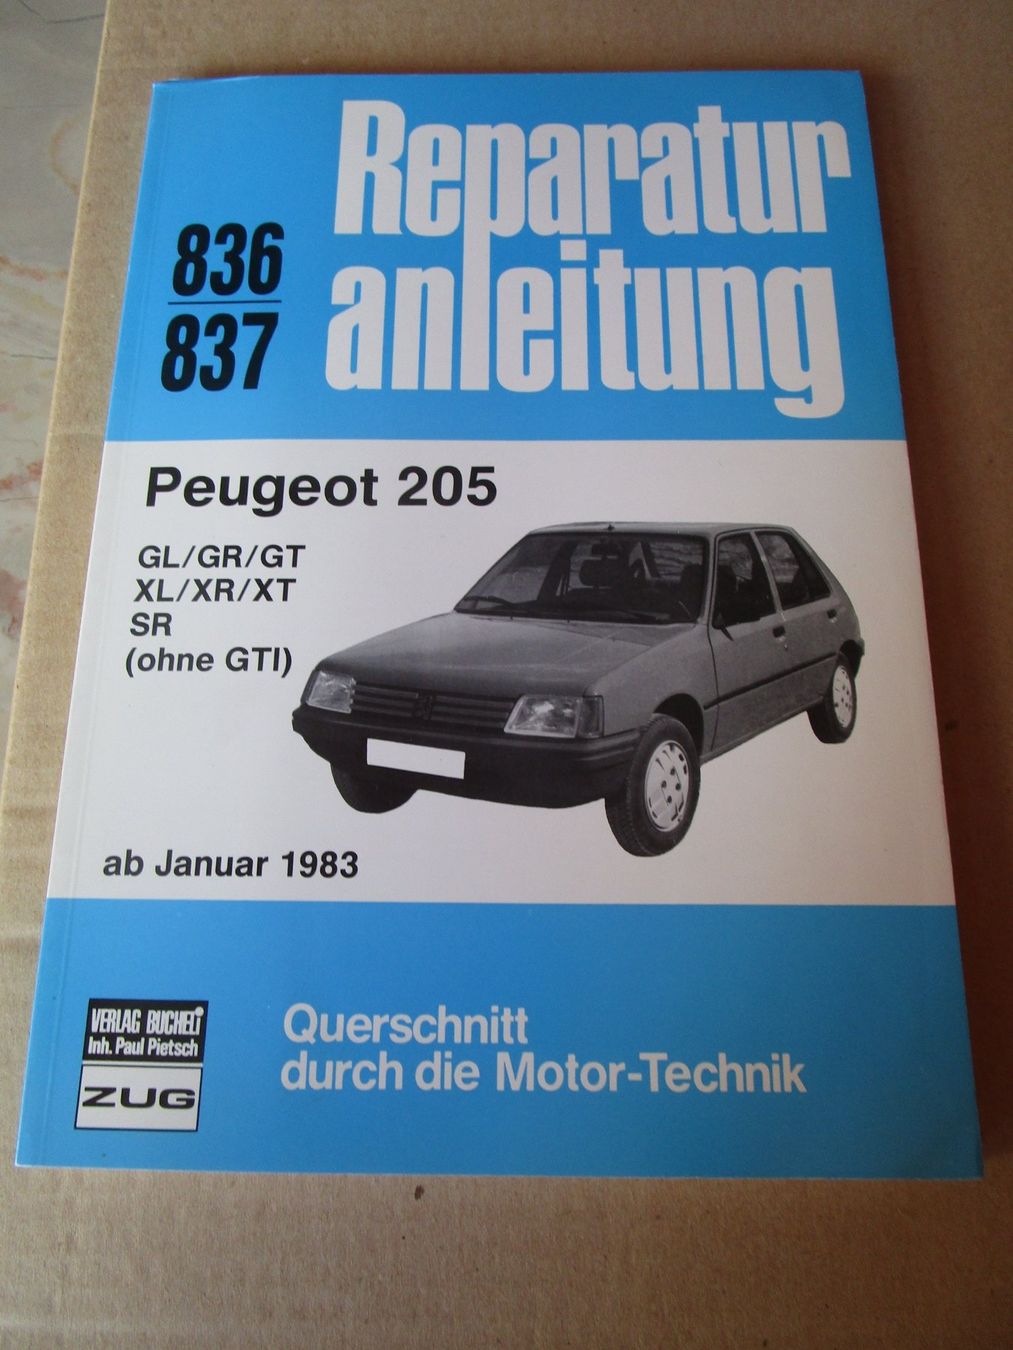 Reparatur
anleitung
836
837
Peugeot 205
GL/GR/GT
XL/XR/XT
SR
(ohne GTI)
ab Januar 1983
VERLAG BUCHELI
Inh. Paul Pietsch
ZUG
Querschnitt
durch die Motor-Technik